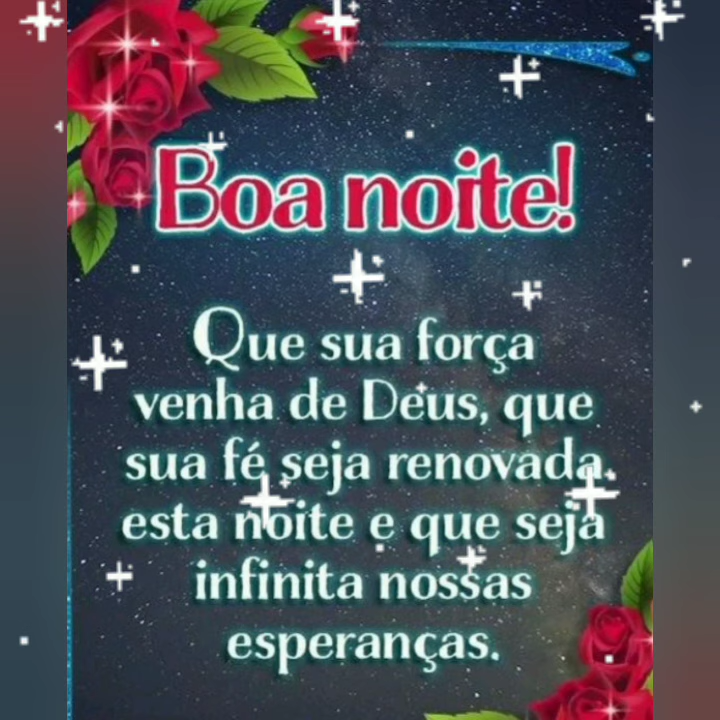 Boa noite!
Que sua força
venha de Deus, que
sua fé seja renovada
esta noite e que seja
infinita nossas
esperanças.